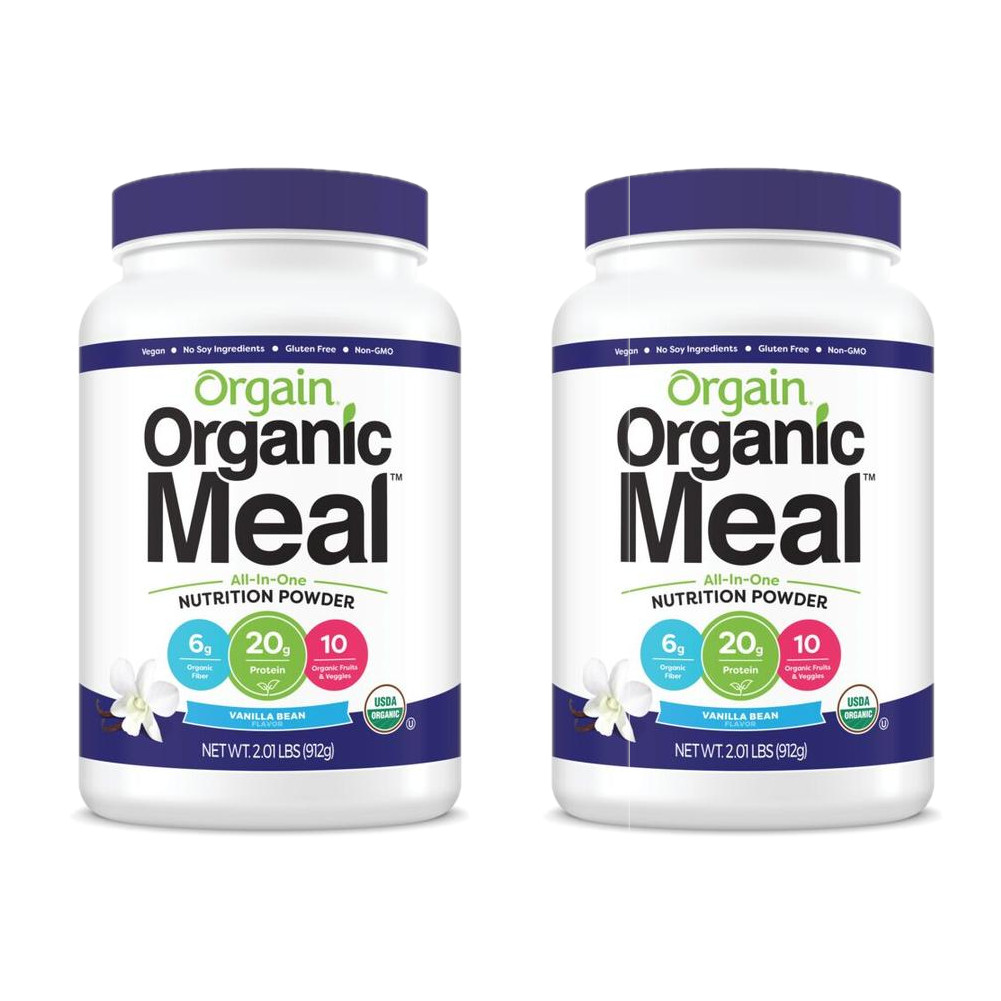 Vegan • No Soy Ingredients • Gluten Free • Non-GMO
Orgain®
Organic
Meal™
All-In-One
NUTRITION POWDER
6g
Organic
Fiber
20g
Protein
10
Organic Fruits
& Veggies
VANILLA BEAN
FLAVOR
USDA
ORGANIC
U
NET WT. 2.01 LBS (912g)
Vegan • No Soy Ingredients • Gluten Free • Non-GMO
Orgain®
Organic
Meal™
All-In-One
NUTRITION POWDER
6g
Organic
Fiber
20g
Protein
10
Organic Fruits
& Veggies
VANILLA BEAN
FLAVOR
USDA
ORGANIC
U
NET WT. 2.01 LBS (912g)